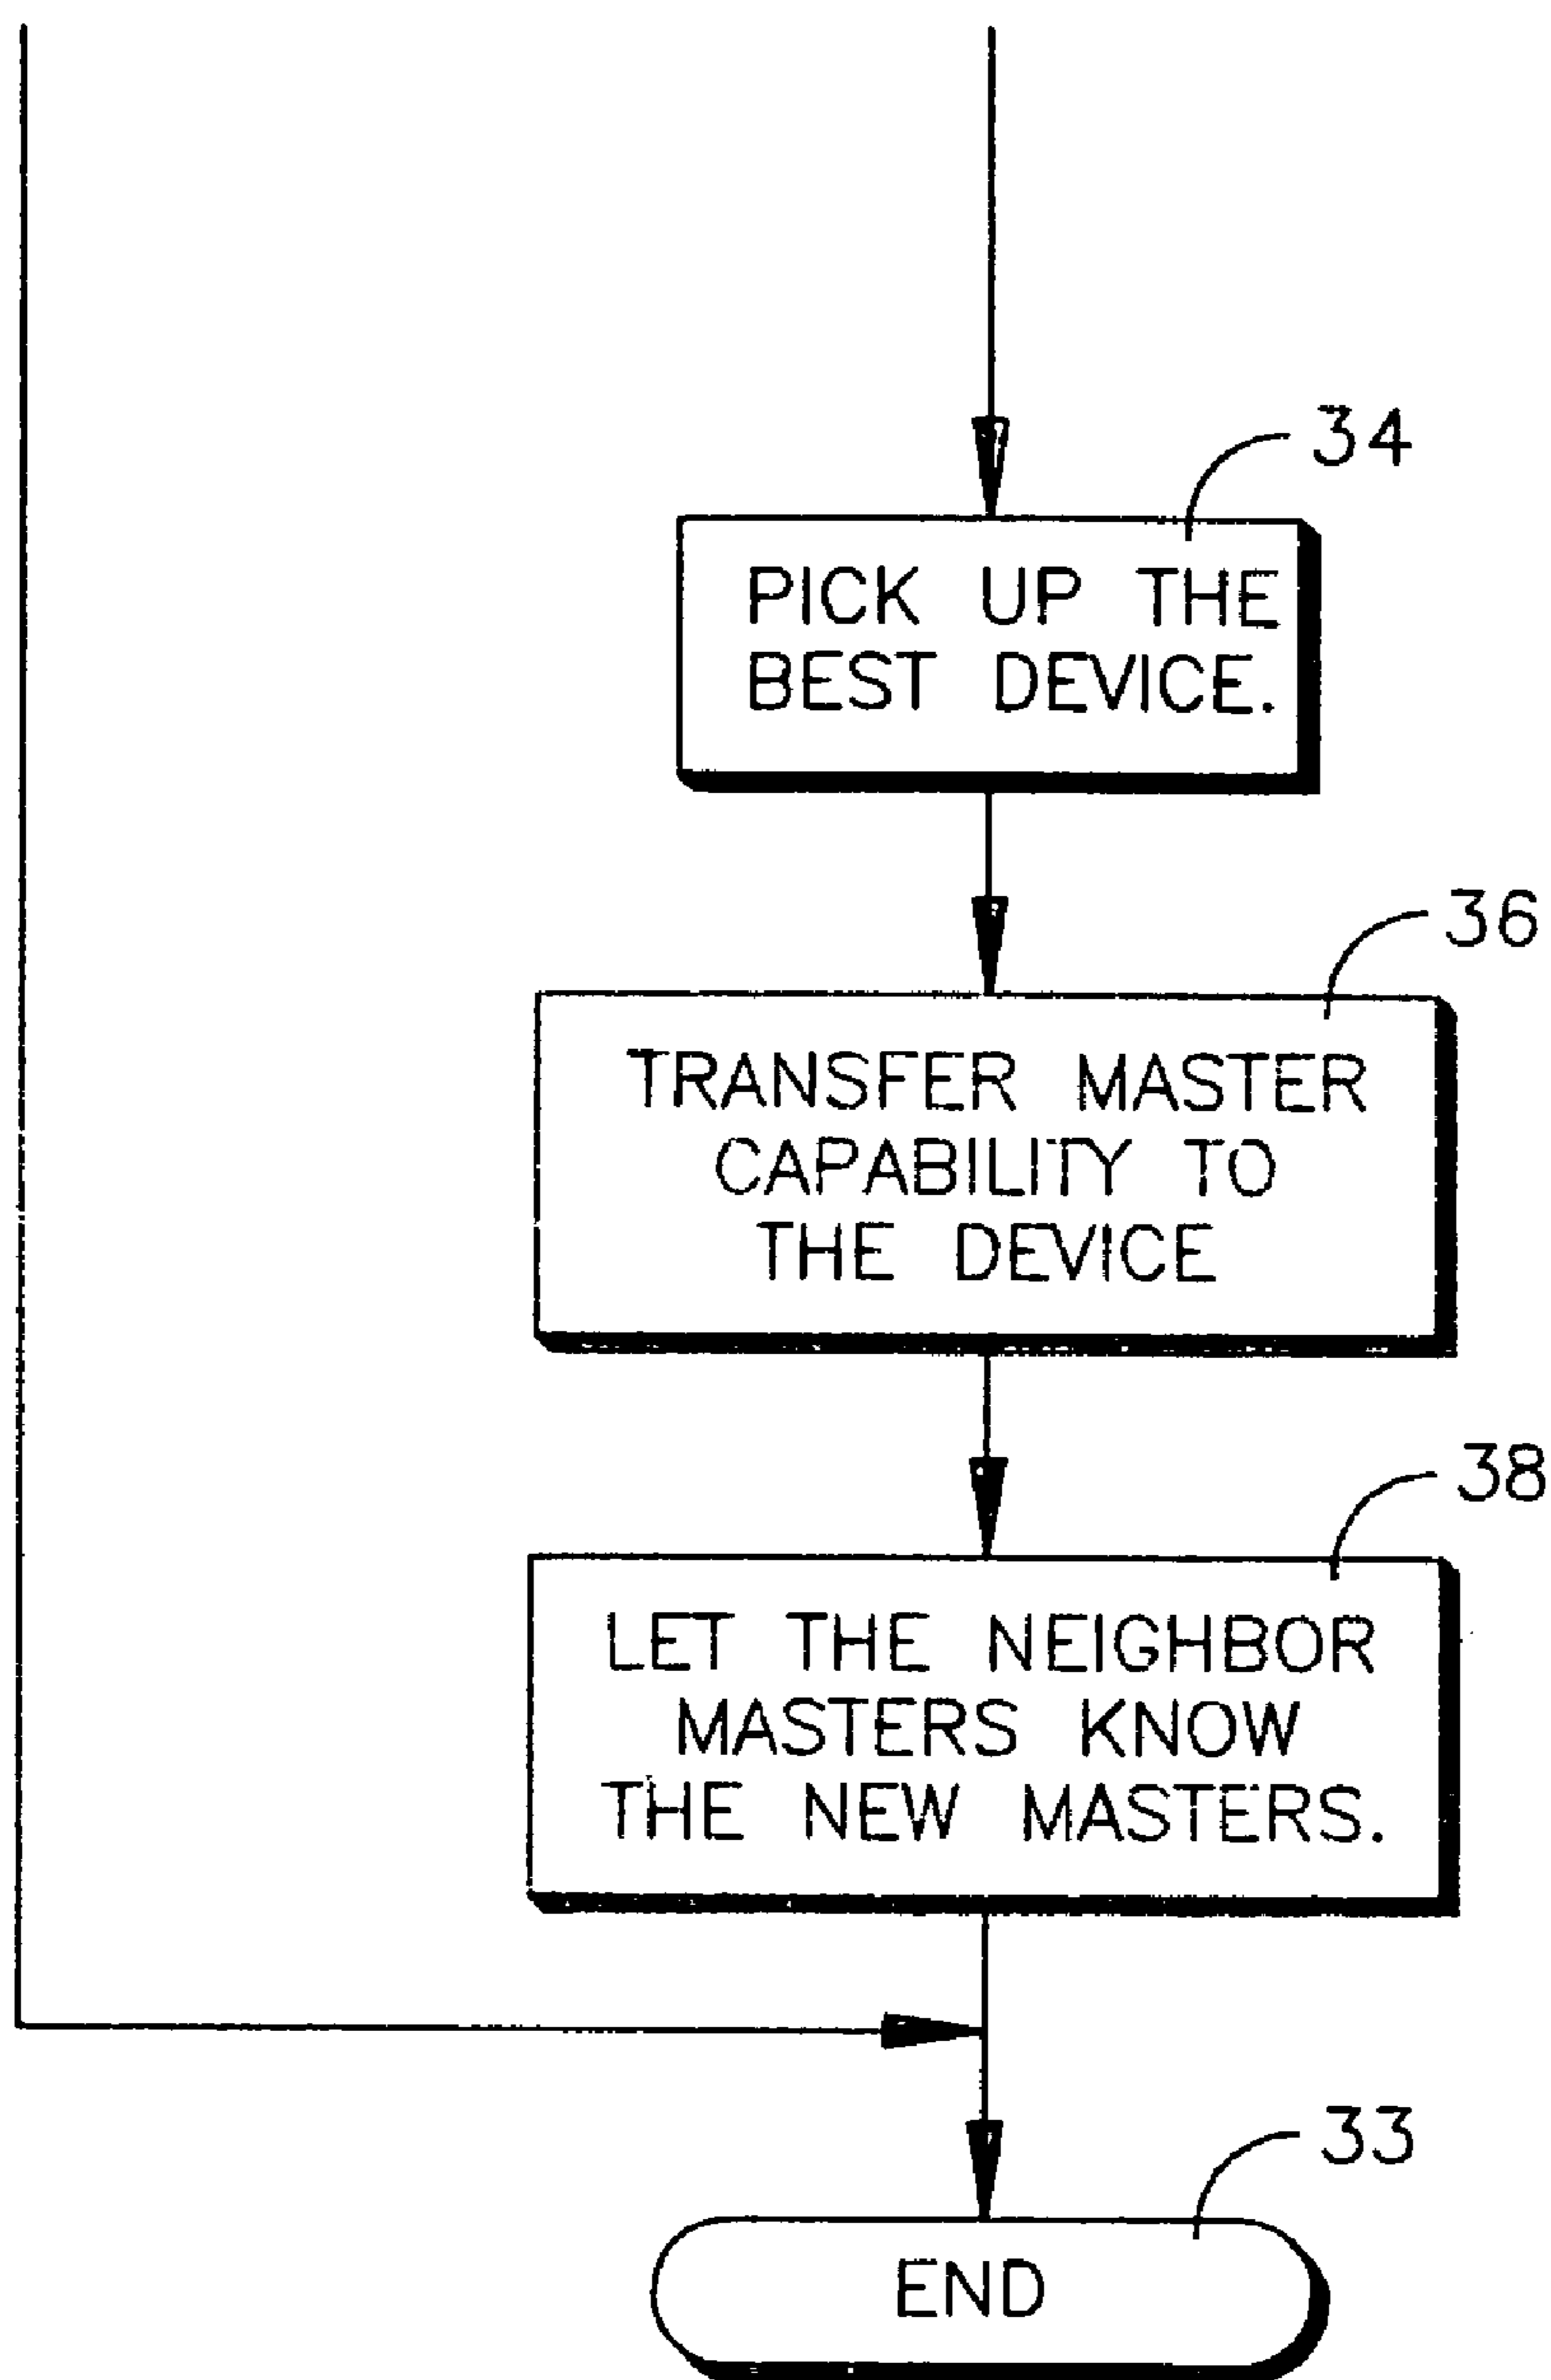 34
PICK UP THE
BEST DEVICE.
36
TRANSFER MASTER
CAPABILITY TO
THE DEVICE
38
LET THE NEIGHBOR
MASTERS KNOW
THE NEW MASTERS.
33
END